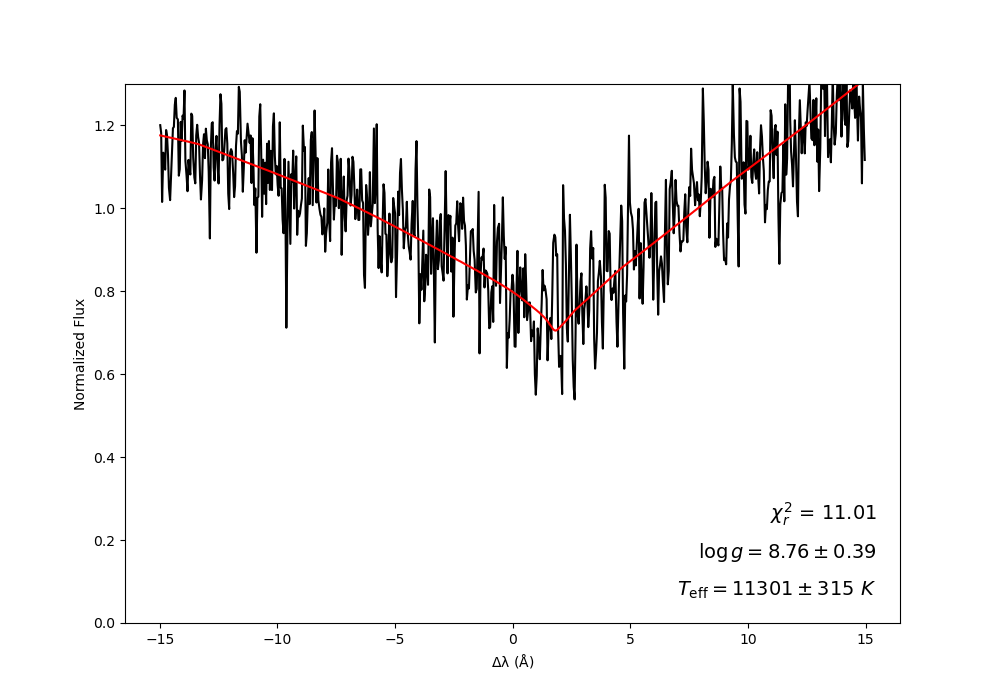 Normalized Flux
1.2
1.0
0.8
0.6
0.4
0.2
0.0
χ²ᵣ = 11.01
log g = 8.76 ± 0.39
T_eff = 11301 ± 315 K
−15 −10 −5 0 5 10 15
Δλ (Å)